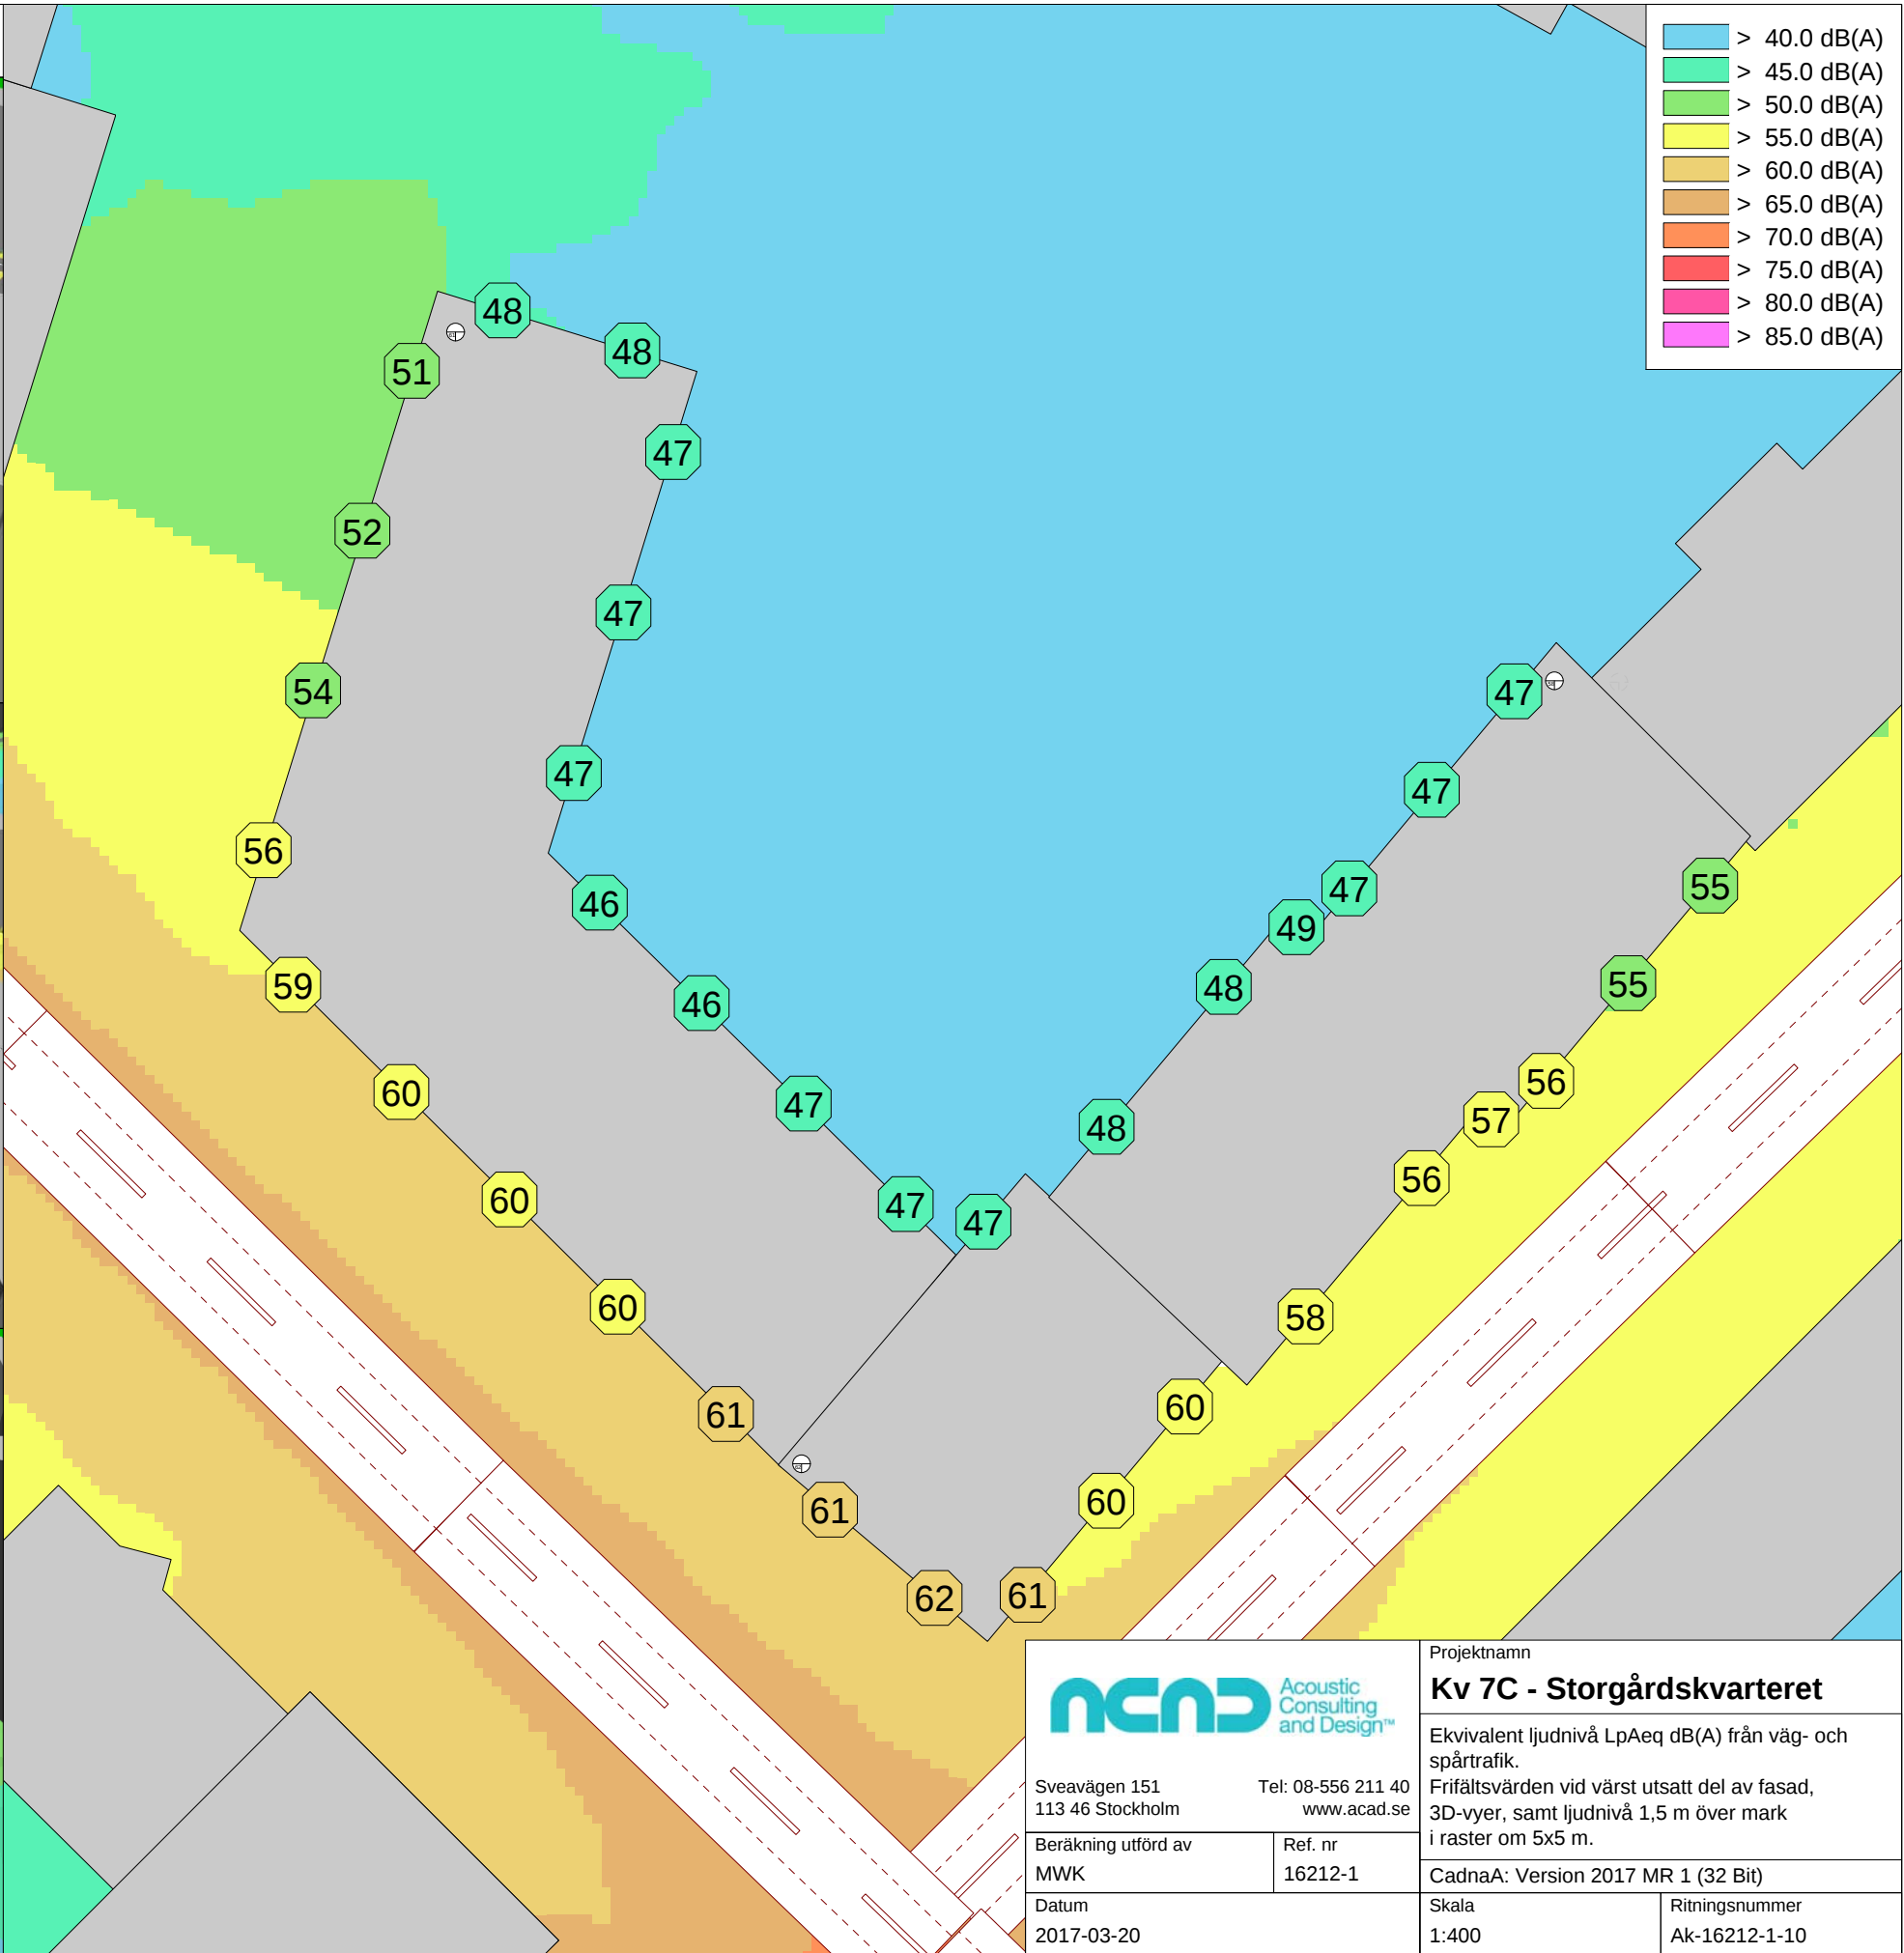 > 40.0 dB(A)
> 45.0 dB(A)
> 50.0 dB(A)
> 55.0 dB(A)
> 60.0 dB(A)
> 65.0 dB(A)
> 70.0 dB(A)
> 75.0 dB(A)
> 80.0 dB(A)
> 85.0 dB(A)
48
48
51
47
52
47
54
47
47
47
56
46
47
55
49
59
46
48
55
60
47
56
57
48
60
47
47
56
60
58
61
60
61
60
62
61
ACAD
Acoustic
Consulting
and Design™
Sveavägen 151
113 46 Stockholm
Tel: 08-556 211 40
www.acad.se
Beräkning utförd av
MWK
Ref. nr
16212-1
Datum
2017-03-20
Projektnamn
Kv 7C - Storgårdskvarteret
Ekvivalent ljudnivå LpAeq dB(A) från väg- och
spårtrafik.
Frifältsvärden vid värst utsatt del av fasad,
3D-vyer, samt ljudnivå 1,5 m över mark
i raster om 5x5 m.
CadnaA: Version 2017 MR 1 (32 Bit)
Skala
1:400
Ritningsnummer
Ak-16212-1-10